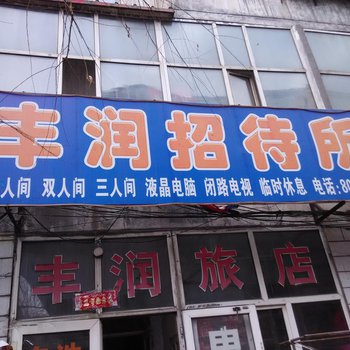 丰润招待所
人间 双人间 三人间 液晶电脑 闭路电视 临时休息 电话:80
丰润旅店